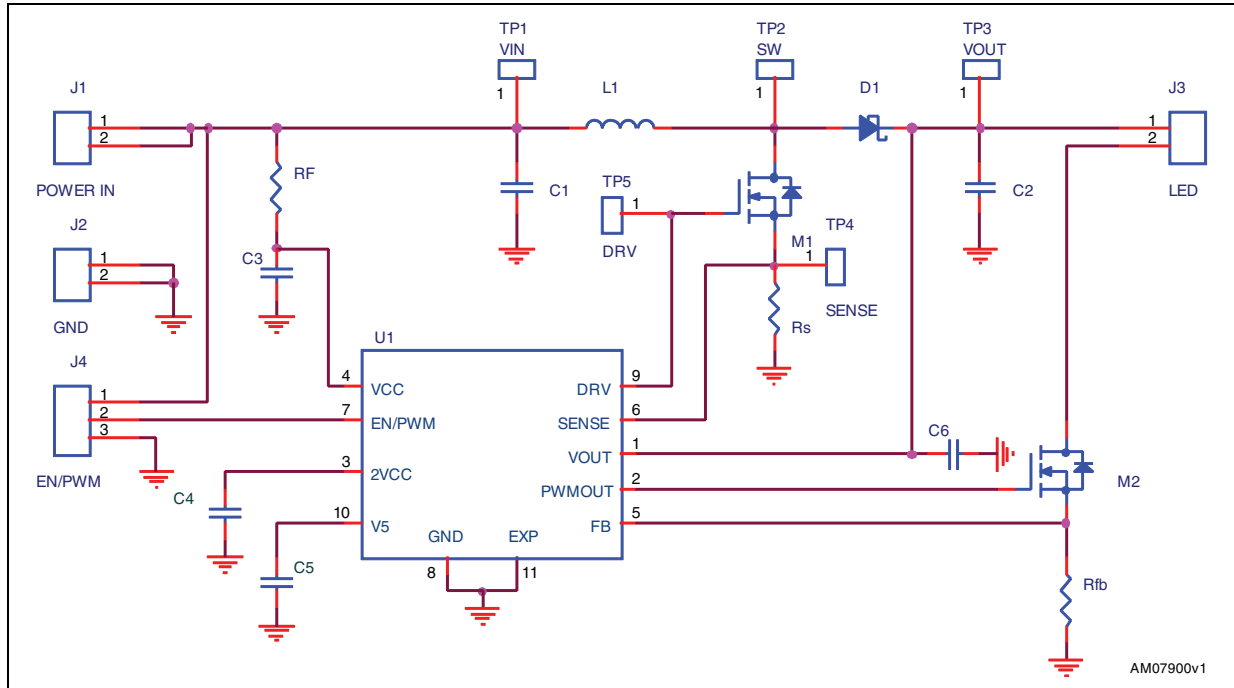 TP1
VIN
1
TP2
SW
1
TP3
VOUT
1
J1
1
2
POWER IN
L1
D1
J3
1
2
LED
RF
C1
C2
TP5
1
DRV
M1
TP4
1
SENSE
J2
1
2
GND
C3
Rs
U1
J4
1
2
3
EN/PWM
4
VCC
7
EN/PWM
3
2VCC
10
V5
GND
8
EXP
11
DRV
9
SENSE
6
VOUT
1
PWMOUT
2
FB
5
C4
C5
C6
M2
Rfb
AM07900v1